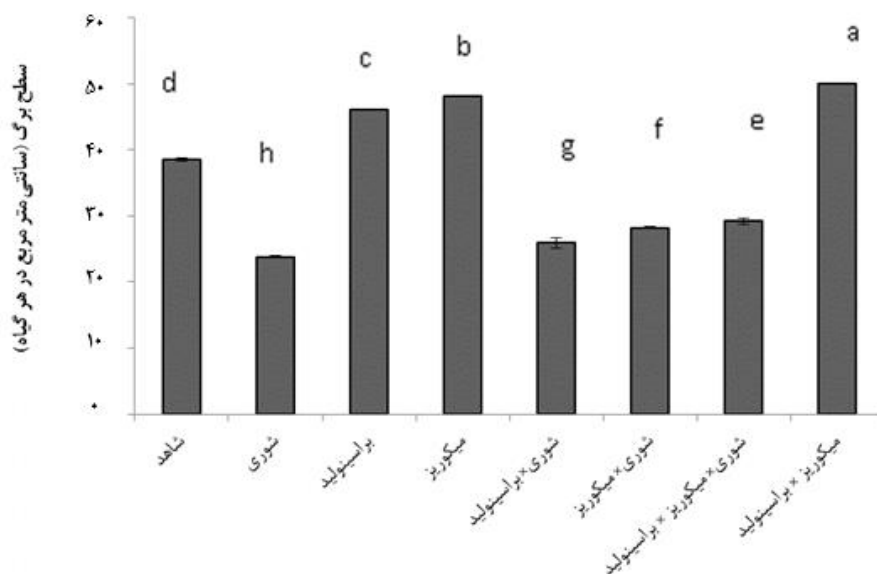 سطح برگ (سانتی متر مربع در هر گیاه)
۶۰
۵۰
۴۰
۳۰
۲۰
۱۰
۰
d
h
c
b
g
f
e
a
شاهد
شوری
براسینولید
میکوریز
شوری×براسینولید
شوری×میکوریز
شوری×میکوریز × براسینولید
میکوریز × براسینولید